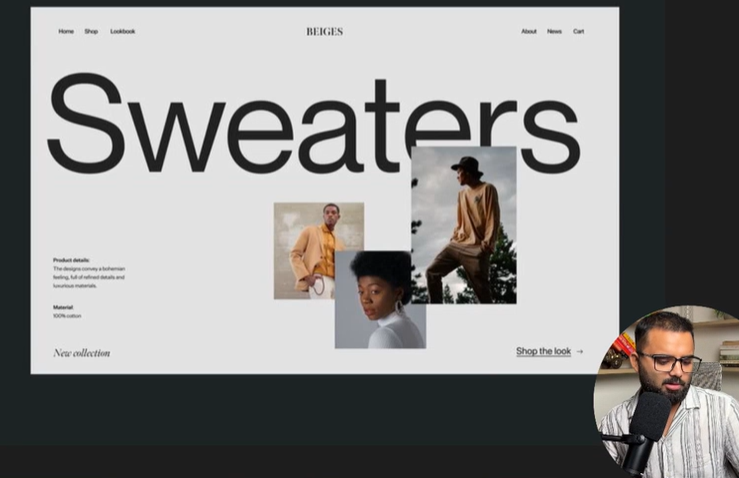 Home Shop Lookbook BEIGES About News Cart
Sweaters
Product details:
The designs convey a bohemian
feeling, full of refined details and
luxurious materials.
Material:
100% cotton
New collection
Shop the look →